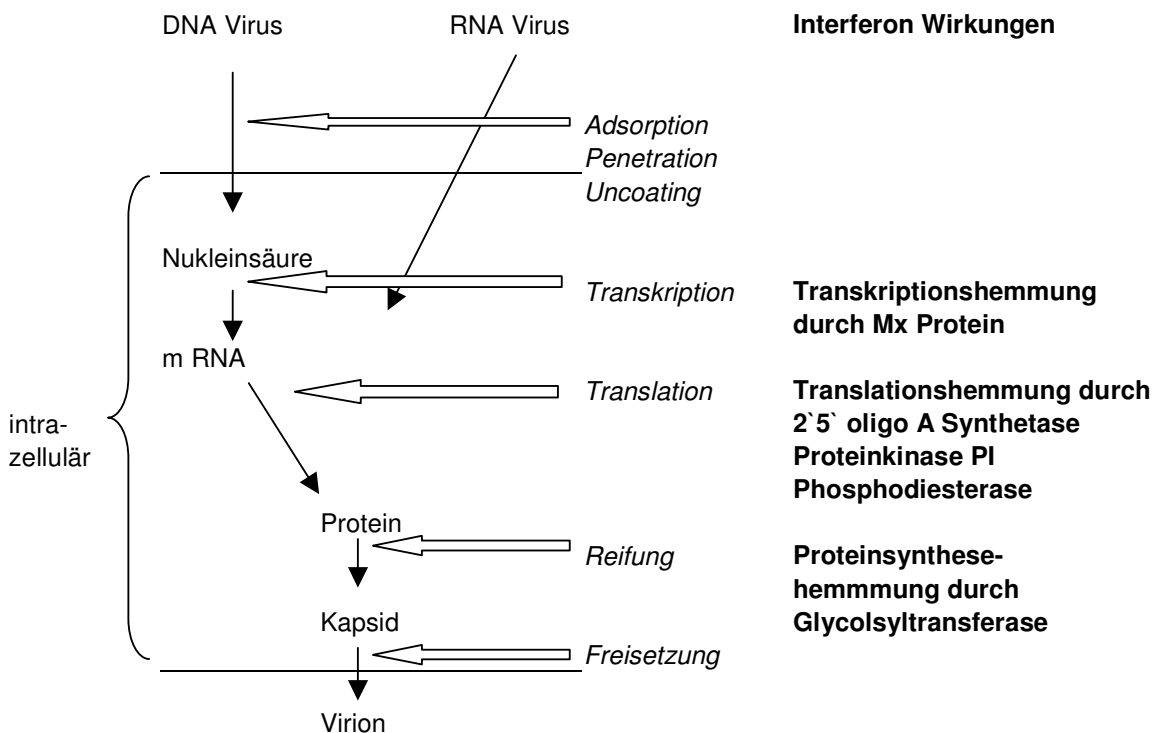 DNA Virus
RNA Virus
Interferon Wirkungen
Adsorption
Penetration
Uncoating
Nukleinsäure
Transkription
Transkriptionshemmung
durch Mx Protein
m RNA
Translation
Translationshemmung durch
2`5` oligo A Synthetase
Proteinkinase PI
Phosphodiesterase
intra-
zellulär
Protein
Reifung
Proteinsynthese-
hemmmung durch
Glycolsyltransferase
Kapsid
Freisetzung
Virion